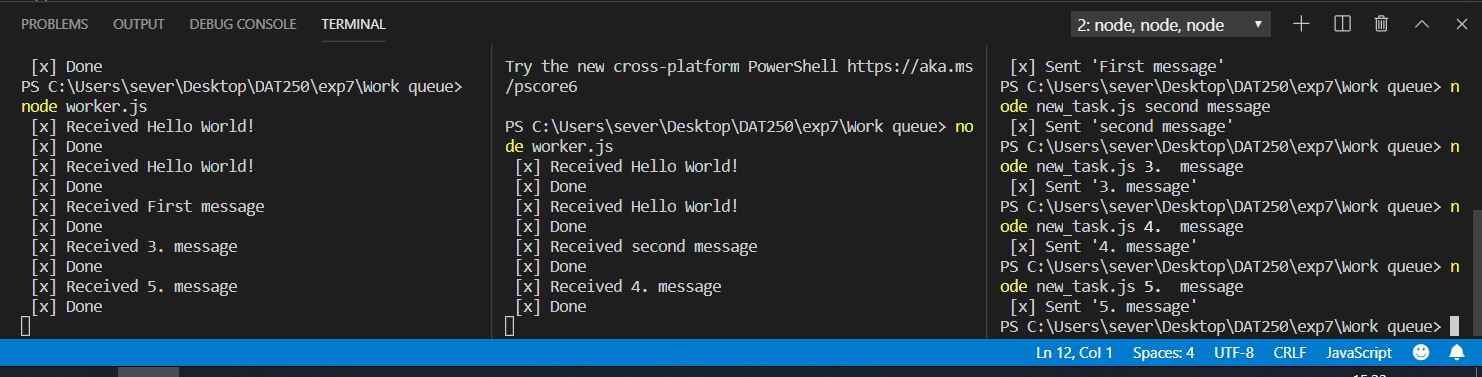 PROBLEMS OUTPUT DEBUG CONSOLE TERMINAL 2: node, node, node
[x] Done
PS C:\Users\sever\Desktop\DAT250\exp7\Work queue>
node worker.js
[x] Received Hello World!
[x] Done
[x] Received Hello World!
[x] Done
[x] Received First message
[x] Done
[x] Received 3. message
[x] Done
[x] Received 5. message
[x] Done
Try the new cross-platform PowerShell https://aka.ms
/pscore6
PS C:\Users\sever\Desktop\DAT250\exp7\Work queue> no
de worker.js
[x] Received Hello World!
[x] Done
[x] Received Hello World!
[x] Done
[x] Received second message
[x] Done
[x] Received 4. message
[x] Done
[x] Sent 'First message'
PS C:\Users\sever\Desktop\DAT250\exp7\Work queue> n
ode new_task.js second message
[x] Sent 'second message'
PS C:\Users\sever\Desktop\DAT250\exp7\Work queue> n
ode new_task.js 3.  message
[x] Sent '3. message'
PS C:\Users\sever\Desktop\DAT250\exp7\Work queue> n
ode new_task.js 4.  message
[x] Sent '4. message'
PS C:\Users\sever\Desktop\DAT250\exp7\Work queue> n
ode new_task.js 5.  message
[x] Sent '5. message'
PS C:\Users\sever\Desktop\DAT250\exp7\Work queue>
Ln 12, Col 1 Spaces: 4 UTF-8 CRLF JavaScript